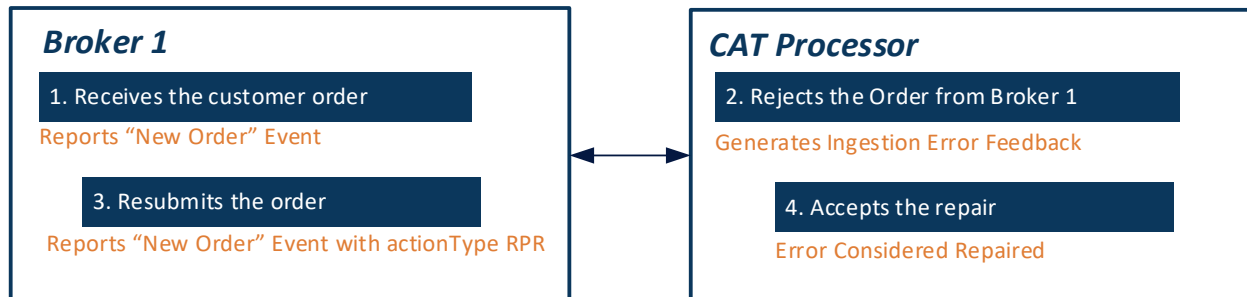 Broker 1
1. Receives the customer order
Reports “New Order” Event
3. Resubmits the order
Reports “New Order” Event with actionType RPR
CAT Processor
2. Rejects the Order from Broker 1
Generates Ingestion Error Feedback
4. Accepts the repair
Error Considered Repaired